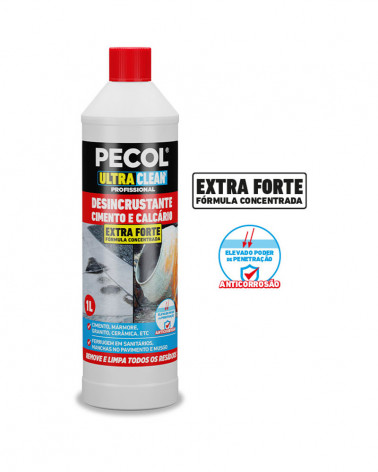 PECOL®
ULTRA CLEAN®
PROFISSIONAL
DESINCRUSTANTE
CIMENTO E CALCÁRIO
EXTRA FORTE
FÓRMULA CONCENTRADA
1L
CIMENTO, MÁRMORE,
GRANITO, CERÂMICA, ETC
FERRUGEM EM SANITÁRIOS,
MANCHAS NO PAVIMENTO E MUSGO
REMOVE E LIMPA TODOS OS RESÍDUOS
EXTRA FORTE
FÓRMULA CONCENTRADA
ELEVADO PODER
DE PENETRAÇÃO
ANTICORROSÃO